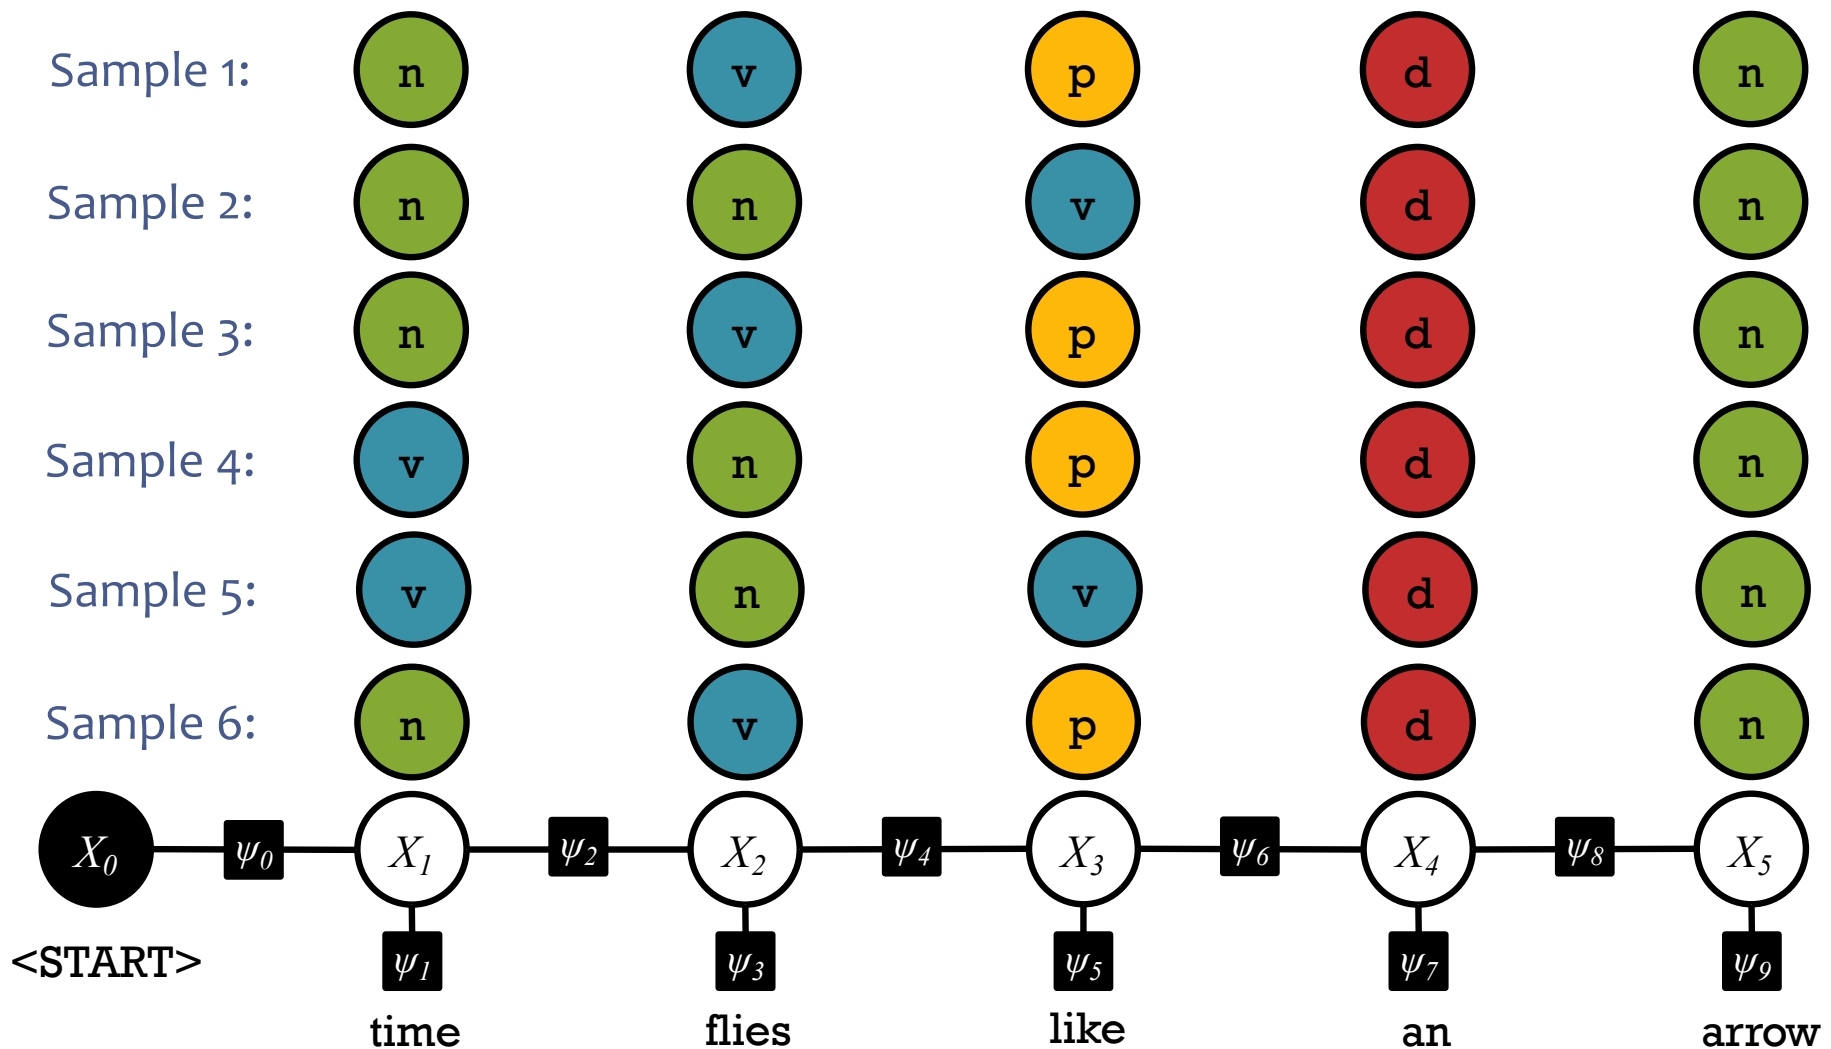 Sample 1: n v p d n
Sample 2: n n v d n
Sample 3: n v p d n
Sample 4: v n p d n
Sample 5: v n v d n
Sample 6: n v p d n
X0 ψ0 X1 ψ2 X2 ψ4 X3 ψ6 X4 ψ8 X5
<START> ψ1 ψ3 ψ5 ψ7 ψ9
time flies like an arrow